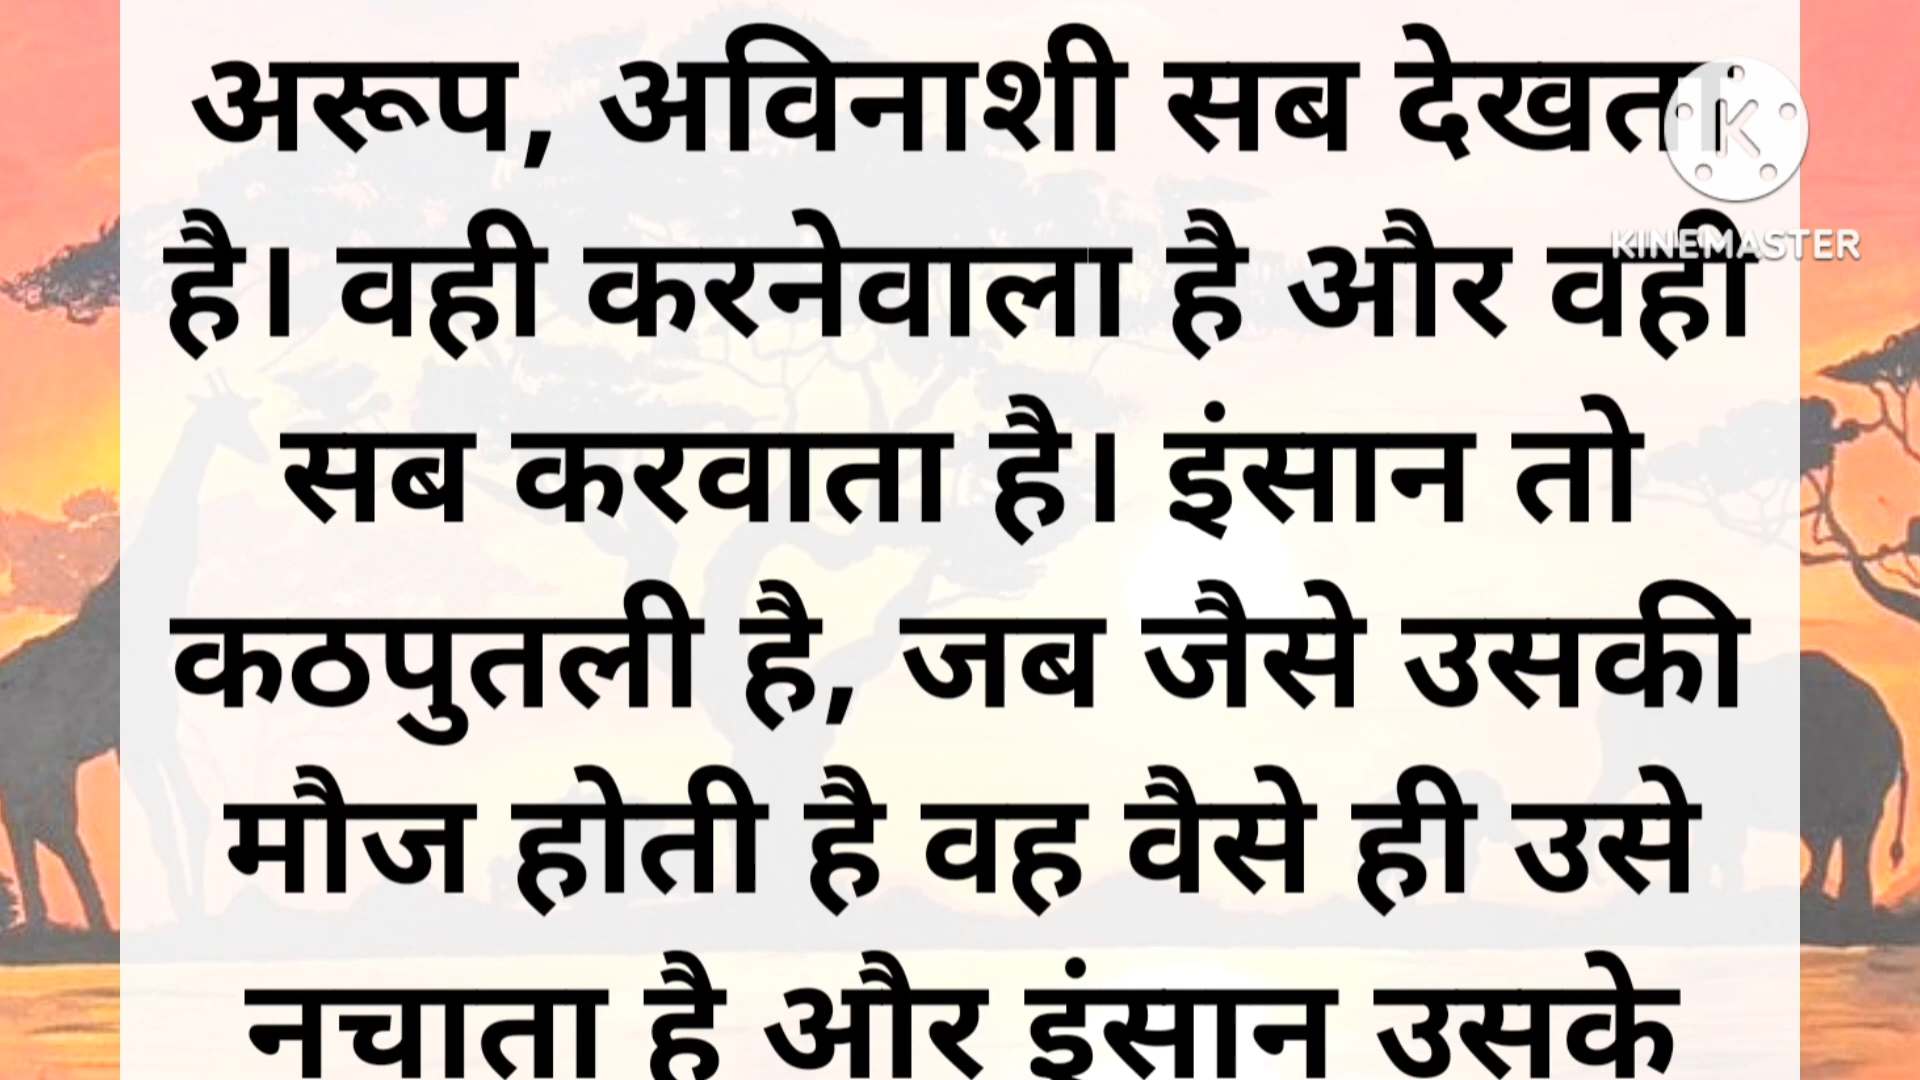 अरूप, अविनाशी सब देखता
है। वही करनेवाला है और वही
KINEMASTER
सब करवाता है। इंसान तो
कठपुतली है, जब जैसे उसकी
मौज होती है वह वैसे ही उसे
नचाता है और इंसान उसके